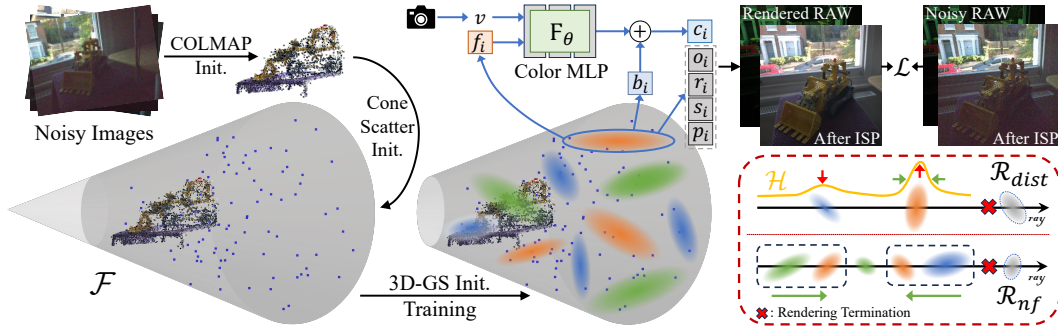 Noisy Images
COLMAP
Init.
Cone
Scatter
Init.
𝓕
3D-GS Init.
Training
v
f_i
F_θ
Color MLP
+
b_i
c_i
o_i
r_i
s_i
p_i
Rendered RAW
After ISP
𝓛
Noisy RAW
After ISP
𝓗
𝓡_dist
ray
ray
𝓡_nf
: Rendering Termination